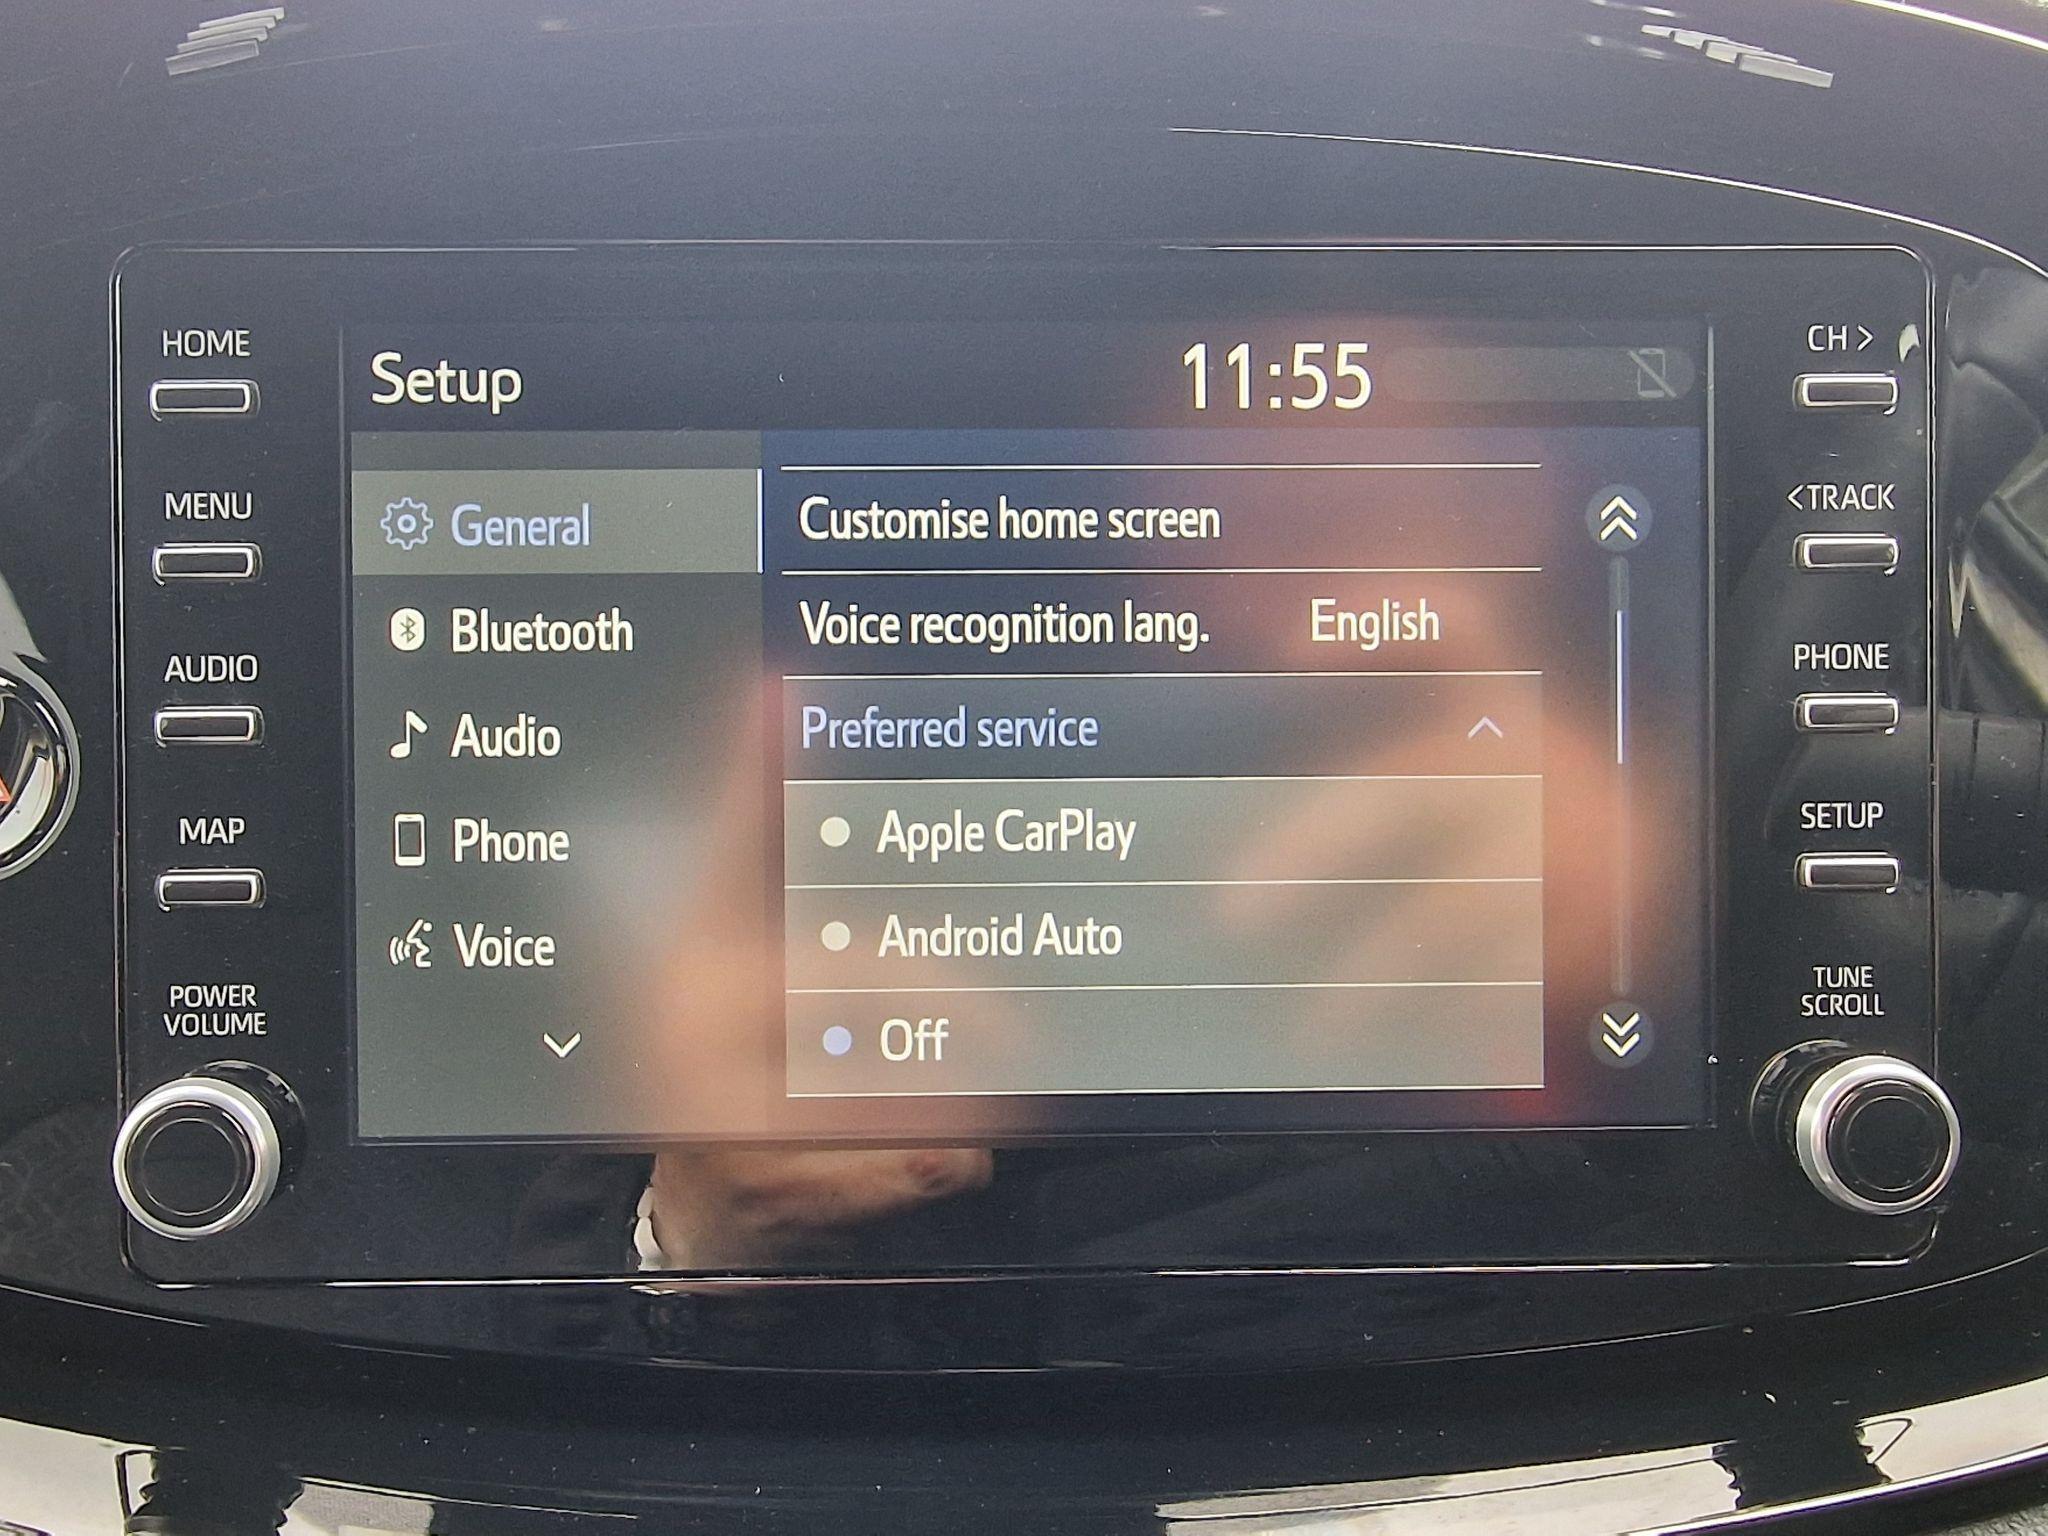 HOME
MENU
AUDIO
MAP
POWER
VOLUME
Setup
11:55
General
Bluetooth
Audio
Phone
Voice
Customise home screen
Voice recognition lang. English
Preferred service
Apple CarPlay
Android Auto
Off
CH >
<TRACK
PHONE
SETUP
TUNE
SCROLL